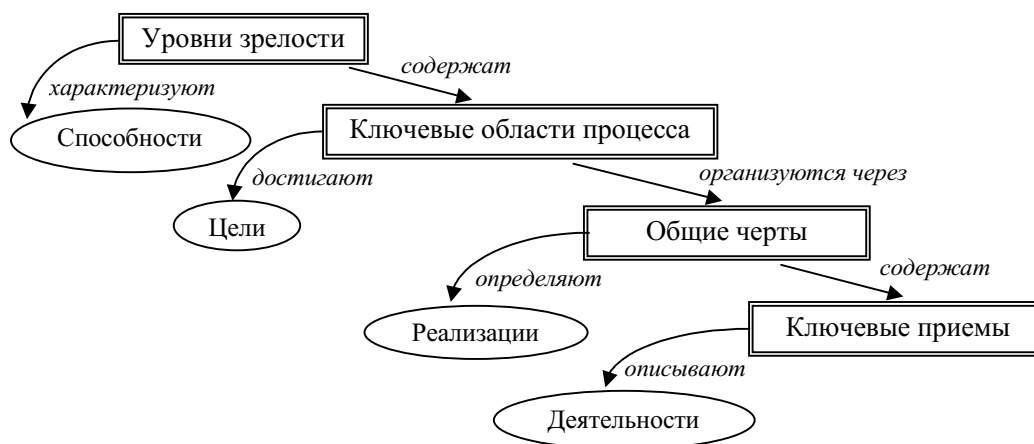 Уровни зрелости
содержат
характеризуют
Способности
Ключевые области процесса
достигают
организуются через
Цели
Общие черты
определяют
содержат
Реализации
Ключевые приемы
описывают
Деятельности